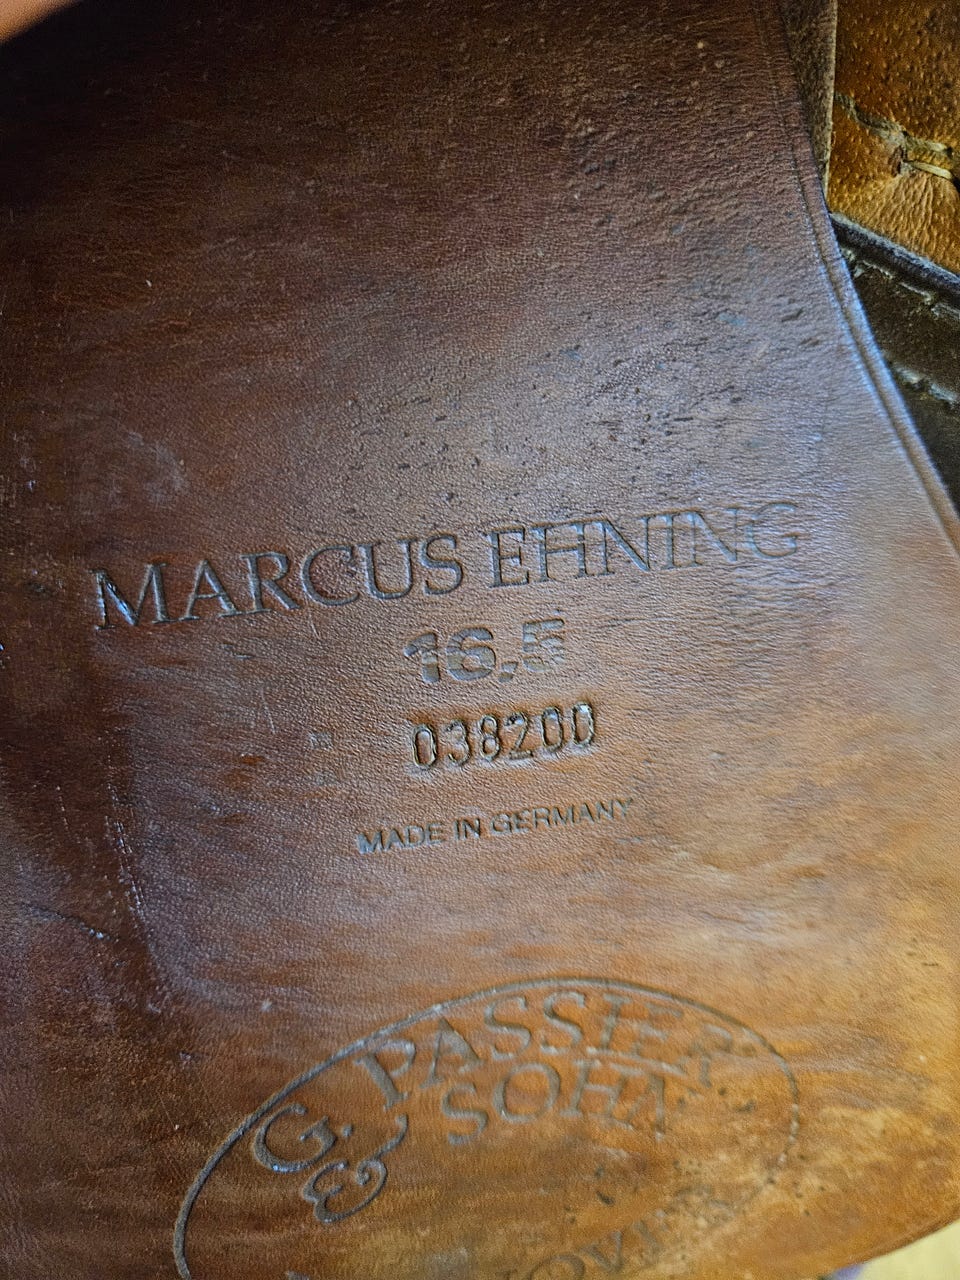 MARCUS EHNING
16,5
038200
MADE IN GERMANY
G. PASSIER
& SOHN